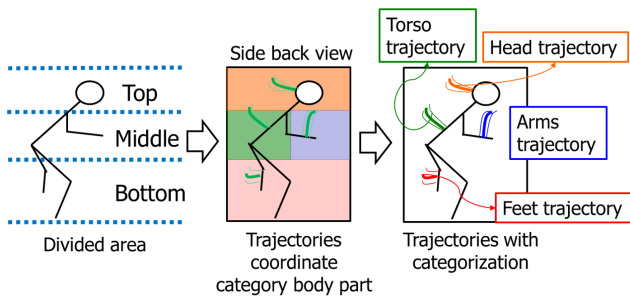 Top
Middle
Bottom
Divided area
Side back view
Trajectories
coordinate
category body part
Torso
trajectory
Head trajectory
Arms
trajectory
Feet trajectory
Trajectories with
categorization